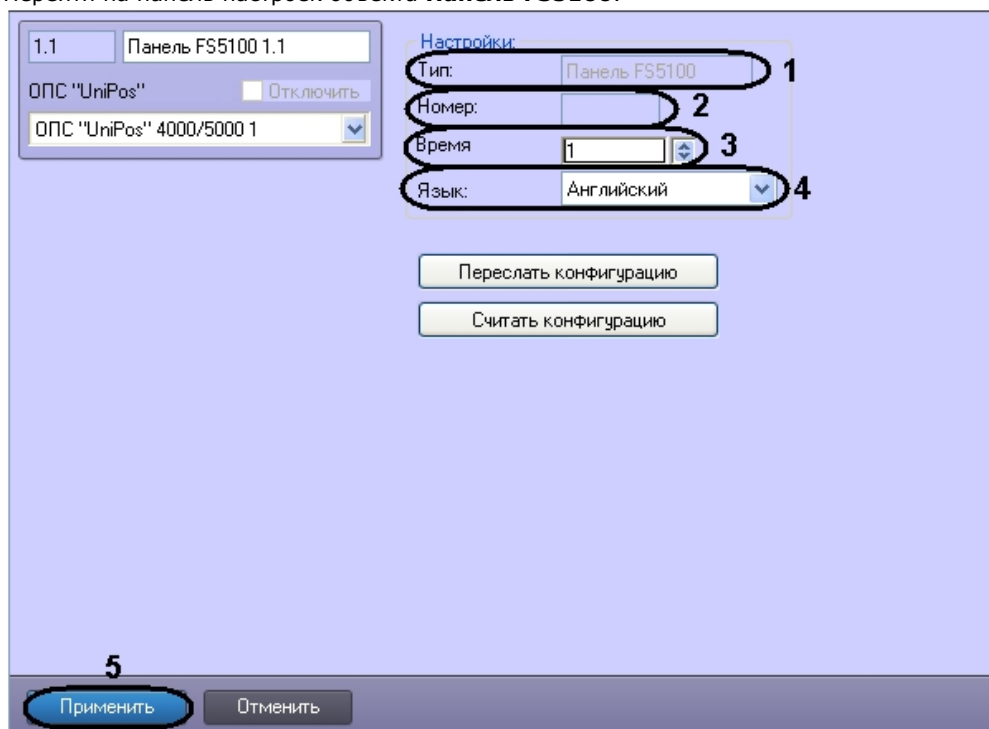 Перейти на панель настроек объекта Панель FS5100.
1.1 Панель FS5100 1.1
ОПС "UniPos" Отключить
ОПС "UniPos" 4000/5000 1
Настройки:
Тип: Панель FS5100 1
Номер: 2
Время 1 3
Язык: Английский 4
Переслать конфигурацию
Считать конфигурацию
5
Применить Отменить